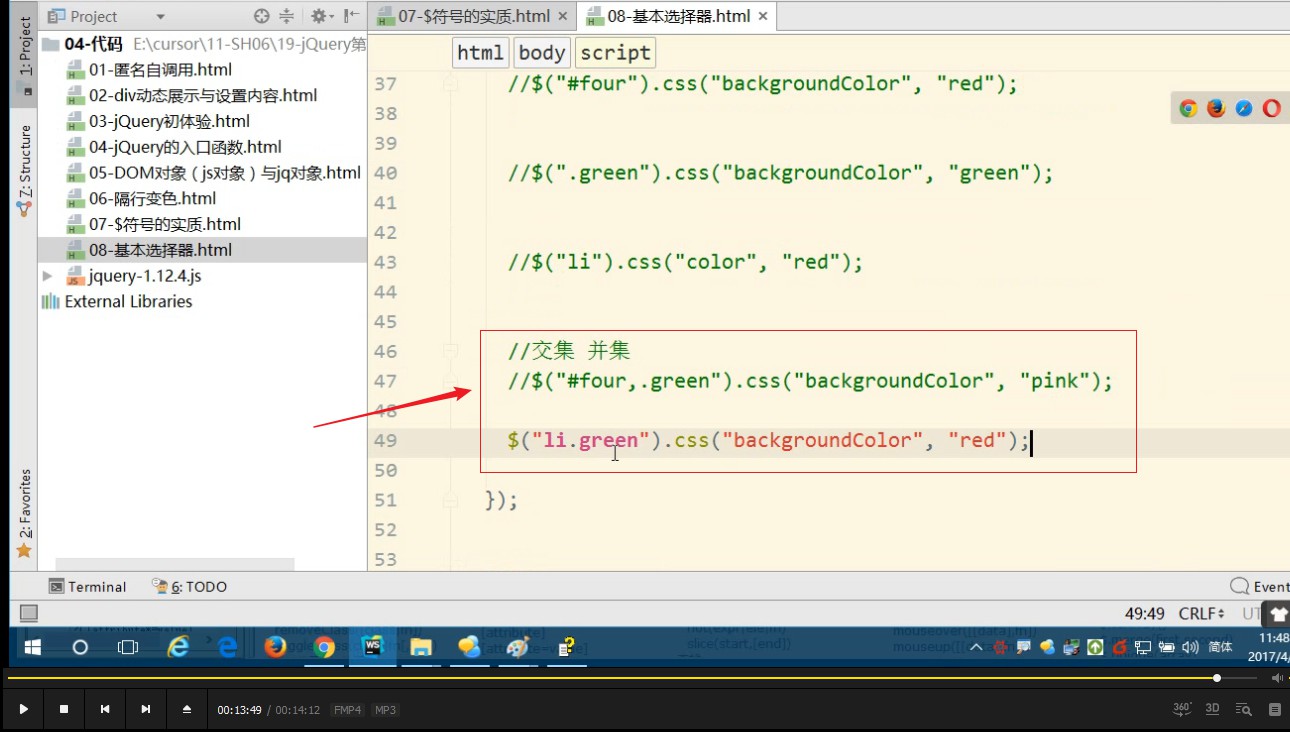 1: Project
Project
07-$符号的实质.html
08-基本选择器.html
04-代码 E:\cursor\11-SH06\19-jQuery第
html body script
01-匿名自调用.html
02-div动态展示与设置内容.html
03-jQuery初体验.html
04-jQuery的入口函数.html
05-DOM对象（js对象）与jq对象.html
06-隔行变色.html
07-$符号的实质.html
08-基本选择器.html
jquery-1.12.4.js
External Libraries
Z: Structure
2: Favorites
37 //$("#four").css("backgroundColor", "red");
38
39
40 //$(".green").css("backgroundColor", "green");
41
42
43 //$("li").css("color", "red");
44
45
46 //交集 并集
47 //$("#four,.green").css("backgroundColor", "pink");
48
49 $("li.green").css("backgroundColor", "red");
50
51 });
52
53
Terminal 6: TODO Event
49:49 CRLF UT
slice(start,[end])
简体 11:48
2017/4/
00:13:49 / 00:14:12 FMP4 MP3
360° 3D